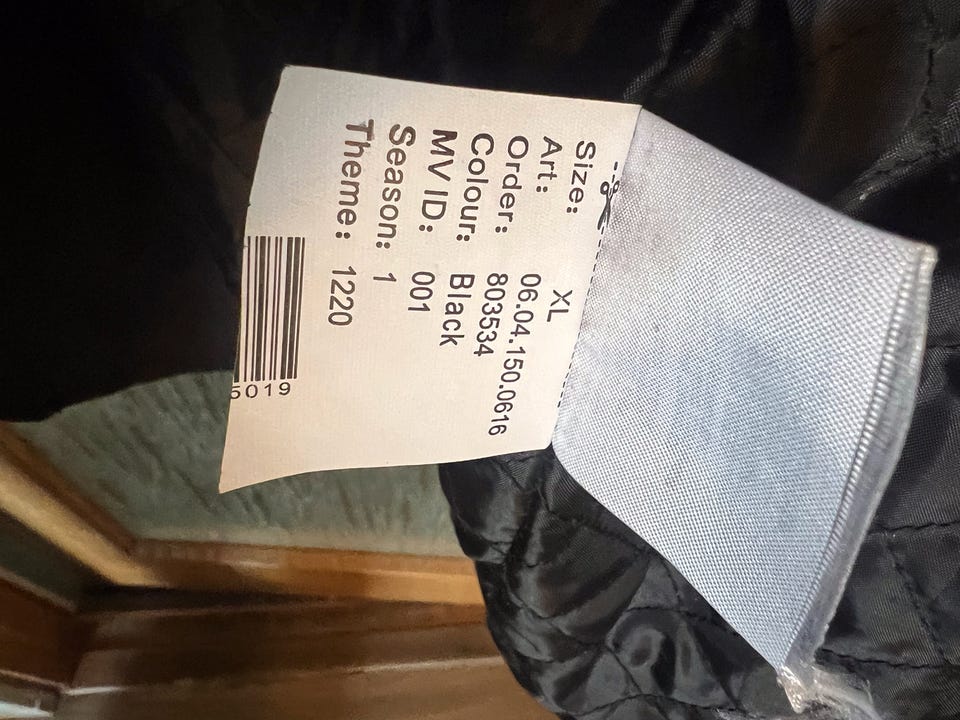 Size: XL
Art: 06.04.150.0616
Order: 803534
Colour: Black
MV ID: 001
Season: 1
Theme: 1220
5019